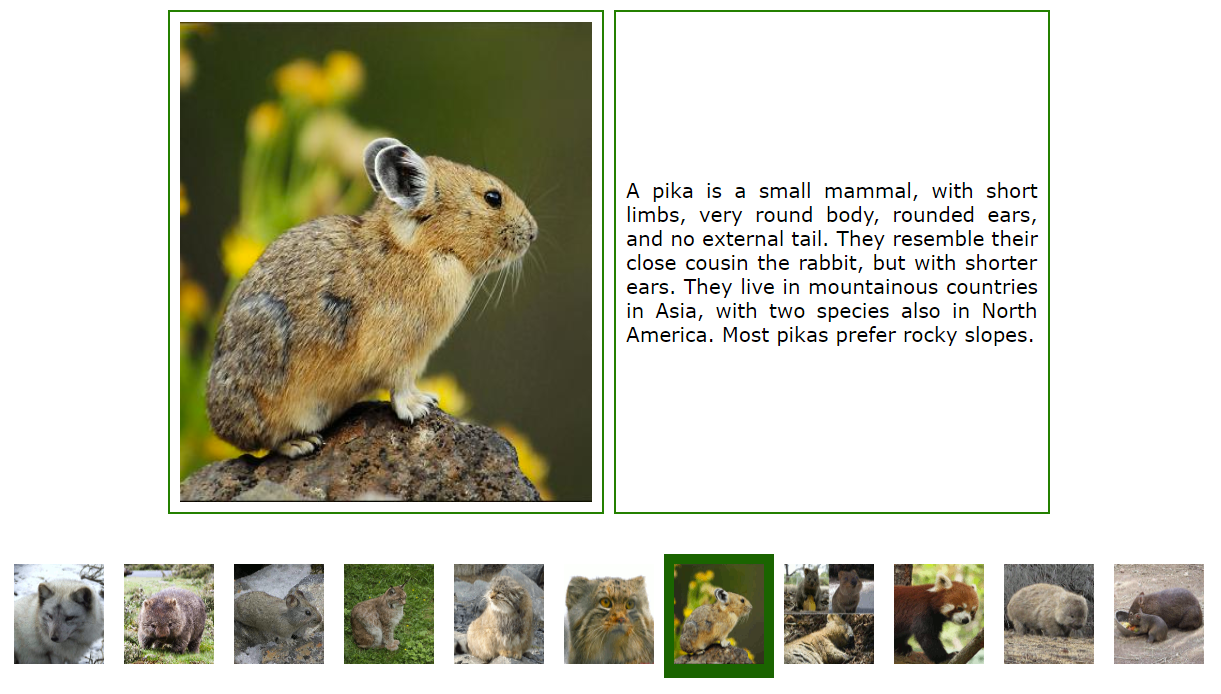 A pika is a small mammal, with short
limbs, very round body, rounded ears,
and no external tail. They resemble their
close cousin the rabbit, but with shorter
ears. They live in mountainous countries
in Asia, with two species also in North
America. Most pikas prefer rocky slopes.